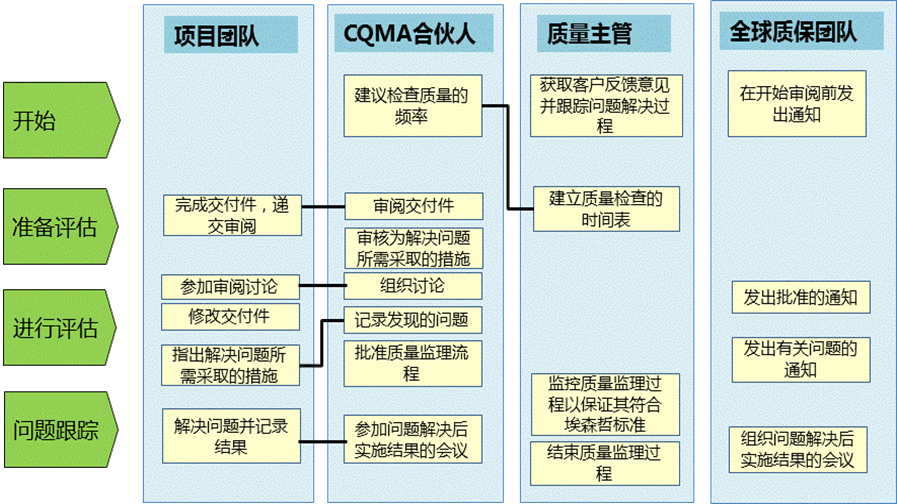 项目团队
CQMA合伙人
质量主管
全球质保团队
开始
建议检查质量的
频率
获取客户反馈意见
并跟踪问题解决过
程
在开始审阅前发
出通知
准备评估
完成交付件，递
交审阅
审阅交付件
建立质量检查的
时间表
审核为解决问题
所需采取的措施
进行评估
参加审阅讨论
组织讨论
发出批准的通知
修改交付件
记录发现的问题
指出解决问题所
需采取的措施
批准质量监理流
程
发出有关问题的
通知
问题跟踪
监控质量监理过
程以保证其符合
埃森哲标准
解决问题并记录
结果
参加问题解决后
实施结果的会议
结束质量监理过
程
组织问题解决后
实施结果的会议